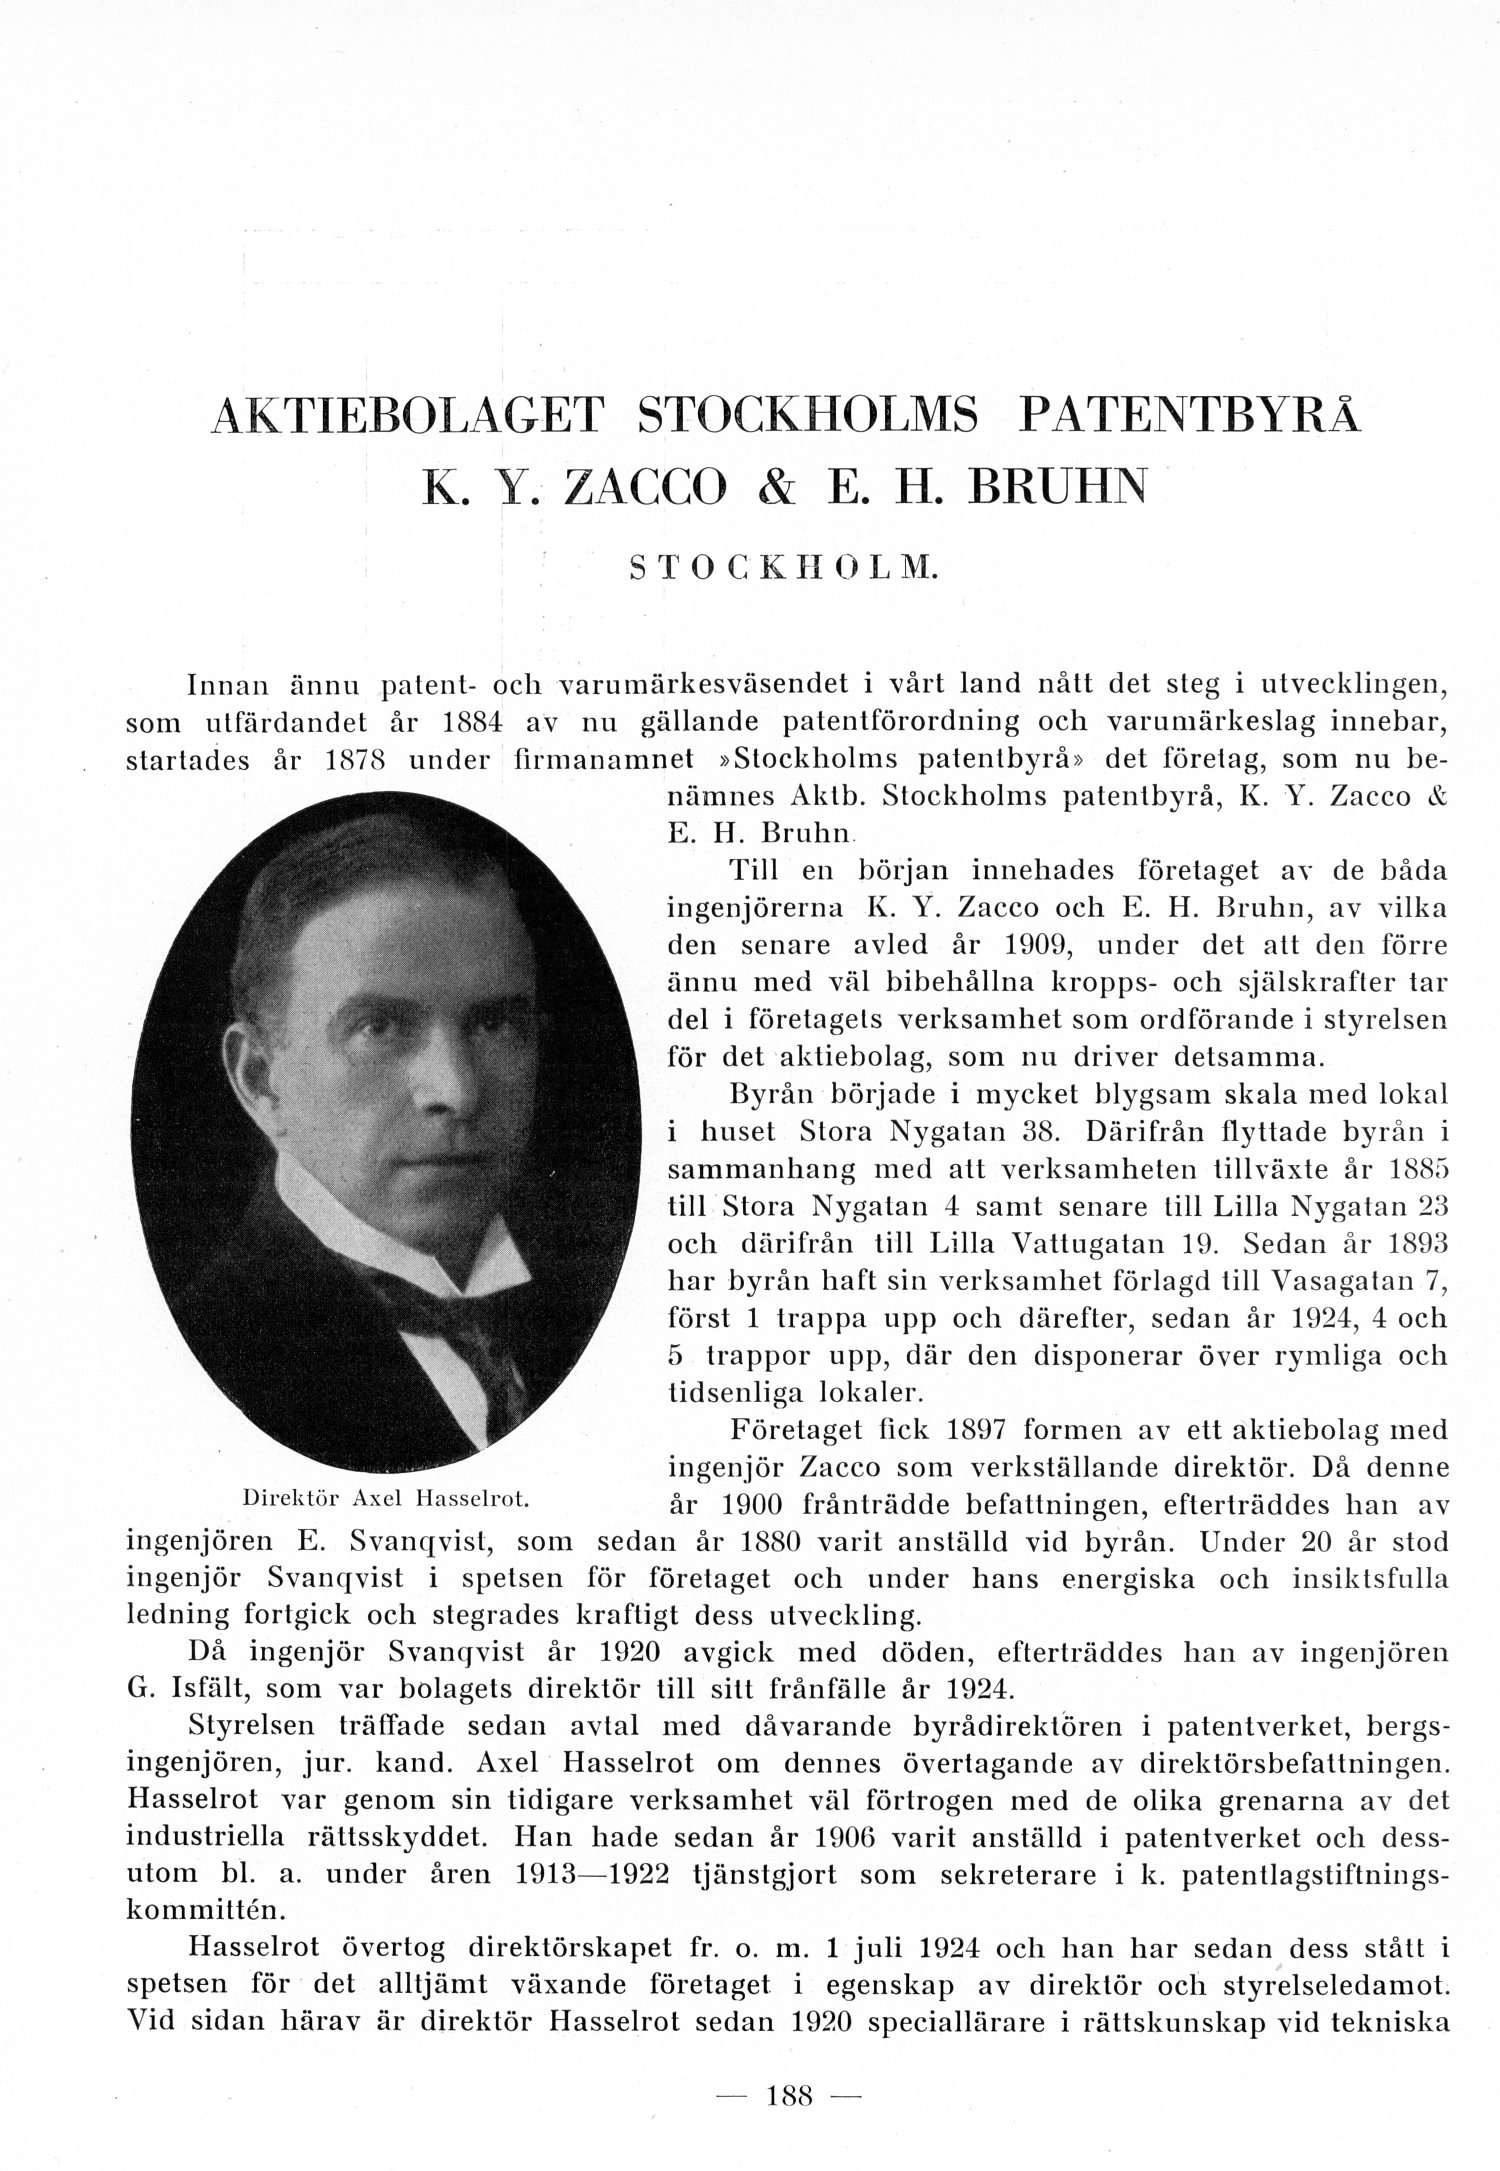 AKTIEBOLAGET STOCKHOLMS PATENTBYRÅ
K. Y. ZACCO & E. H. BRUHN
STOCKHOLM.
Innan ännu patent- och varumärkesväsendet i vårt land nått det steg i utvecklingen,
som utfärdandet år 1884 av nu gällande patentförordning och varumärkeslag innebar,
startades år 1878 under firmanamnet »Stockholms patentbyrå» det företag, som nu be-
nämnes Aktb. Stockholms patentbyrå, K. Y. Zacco &
E. H. Bruhn.
Till en början innehades företaget av de båda
ingenjörerna K. Y. Zacco och E. H. Bruhn, av vilka
den senare avled år 1909, under det att den förre
ännu med väl bibehållna kropps- och själskrafter tar
del i företagets verksamhet som ordförande i styrelsen
för det aktiebolag, som nu driver detsamma.
Byrån började i mycket blygsam skala med lokal
i huset Stora Nygatan 38. Därifrån flyttade byrån i
sammanhang med att verksamheten tillväxte år 1885
till Stora Nygatan 4 samt senare till Lilla Nygatan 23
och därifrån till Lilla Vattugatan 19. Sedan år 1893
har byrån haft sin verksamhet förlagd till Vasagatan 7,
först 1 trappa upp och därefter, sedan år 1924, 4 och
5 trappor upp, där den disponerar över rymliga och
tidsenliga lokaler.
Företaget fick 1897 formen av ett aktiebolag med
ingenjör Zacco som verkställande direktör. Då denne
Direktör Axel Hasselrot.
år 1900 frånträdde befattningen, efterträddes han av
ingenjören E. Svanqvist, som sedan år 1880 varit anställd vid byrån. Under 20 år stod
ingenjör Svanqvist i spetsen för företaget och under hans energiska och insiktsfulla
ledning fortgick och stegrades kraftigt dess utveckling.
Då ingenjör Svanqvist år 1920 avgick med döden, efterträddes han av ingenjören
G. Isfält, som var bolagets direktör till sitt frånfälle år 1924.
Styrelsen träffade sedan avtal med dåvarande byrådirektören i patentverket, bergs-
ingenjören, jur. kand. Axel Hasselrot om dennes övertagande av direktörsbefattningen.
Hasselrot var genom sin tidigare verksamhet väl förtrogen med de olika grenarna av det
industriella rättsskyddet. Han hade sedan år 1906 varit anställd i patentverket och dess-
utom bl. a. under åren 1913—1922 tjänstgjort som sekreterare i k. patentlagstiftnings-
kommittén.
Hasselrot övertog direktörskapet fr. o. m. 1 juli 1924 och han har sedan dess stått i
spetsen för det alltjämt växande företaget i egenskap av direktör och styrelseledamot.
Vid sidan härav är direktör Hasselrot sedan 1920 speciallärare i rättskunskap vid tekniska
— 188 —